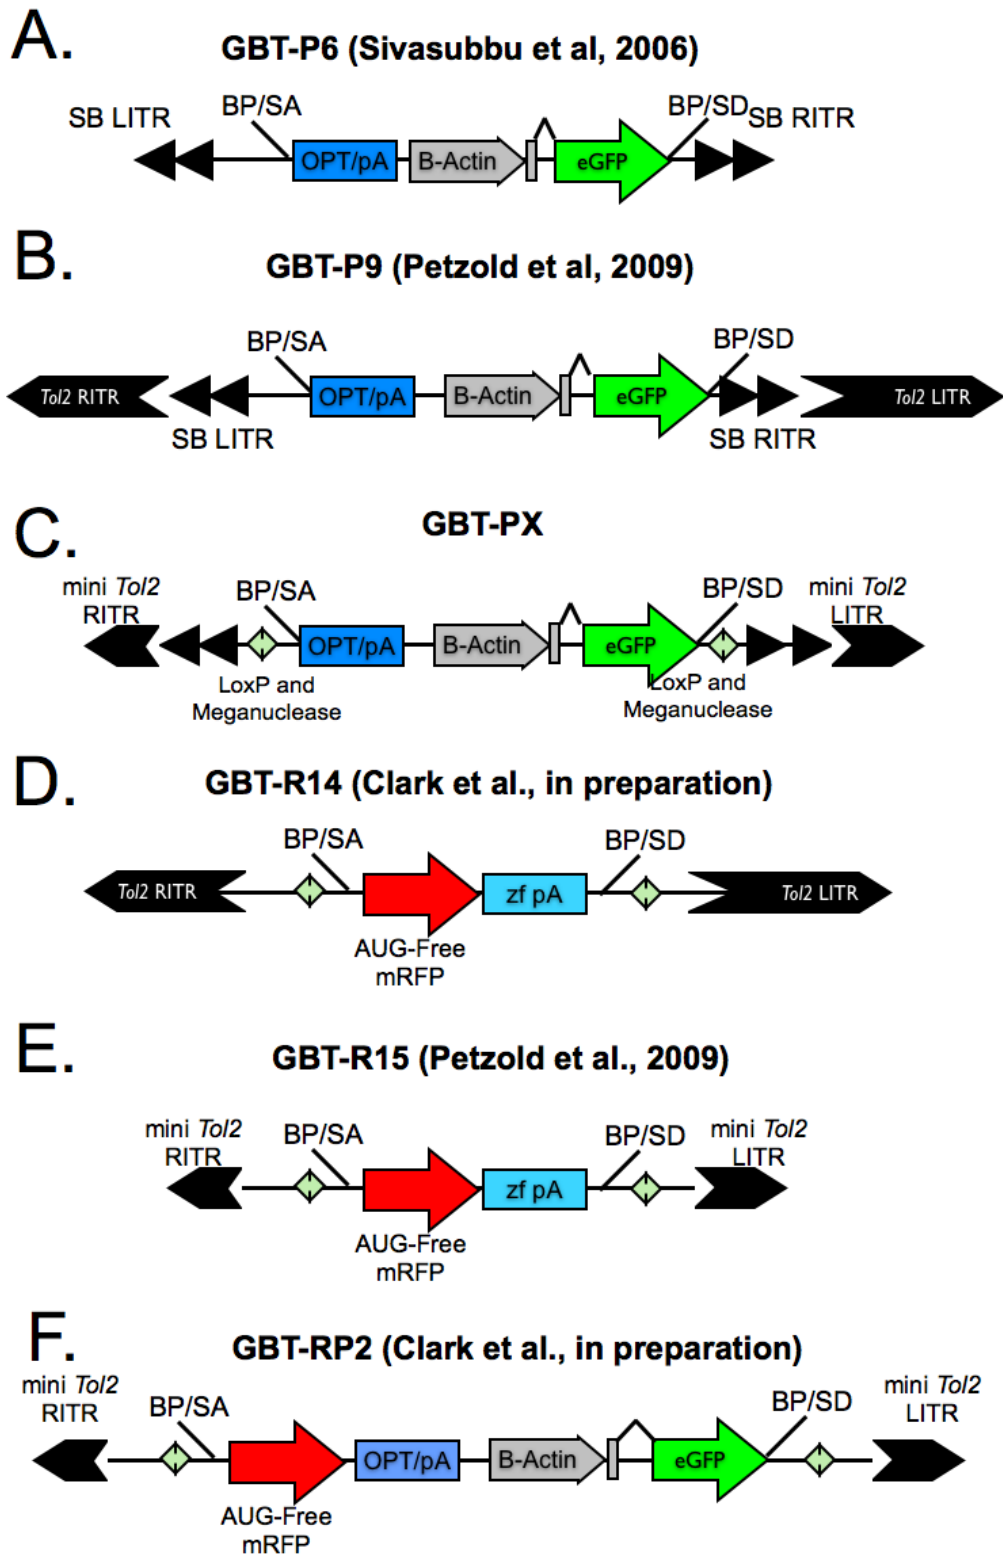 A.
GBT-P6 (Sivasubbu et al, 2006)
SB LITR
BP/SA
BP/SD
SB RITR
OPT/pA
B-Actin
eGFP
B.
GBT-P9 (Petzold et al, 2009)
BP/SA
BP/SD
Tol2 RITR
OPT/pA
B-Actin
eGFP
Tol2 LITR
SB LITR
SB RITR
C.
GBT-PX
mini Tol2
RITR
BP/SA
BP/SD
mini Tol2
LITR
OPT/pA
B-Actin
eGFP
LoxP and
Meganuclease
LoxP and
Meganuclease
D.
GBT-R14 (Clark et al., in preparation)
BP/SA
BP/SD
Tol2 RITR
zf pA
Tol2 LITR
AUG-Free
mRFP
E.
GBT-R15 (Petzold et al., 2009)
mini Tol2
RITR
BP/SA
BP/SD
mini Tol2
LITR
zf pA
AUG-Free
mRFP
F.
GBT-RP2 (Clark et al., in preparation)
mini Tol2
RITR
BP/SA
BP/SD
mini Tol2
LITR
OPT/pA
B-Actin
eGFP
AUG-Free
mRFP